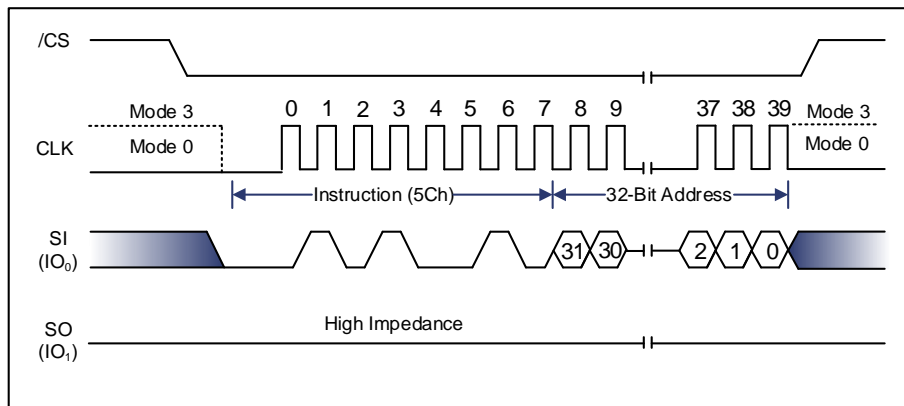 /CS
0 1 2 3 4 5 6 7 8 9 37 38 39
Mode 3 Mode 3
CLK Mode 0 Mode 0
Instruction (5Ch) 32-Bit Address
SI
(IO₀)
31 30 2 1 0
High Impedance
SO
(IO₁)